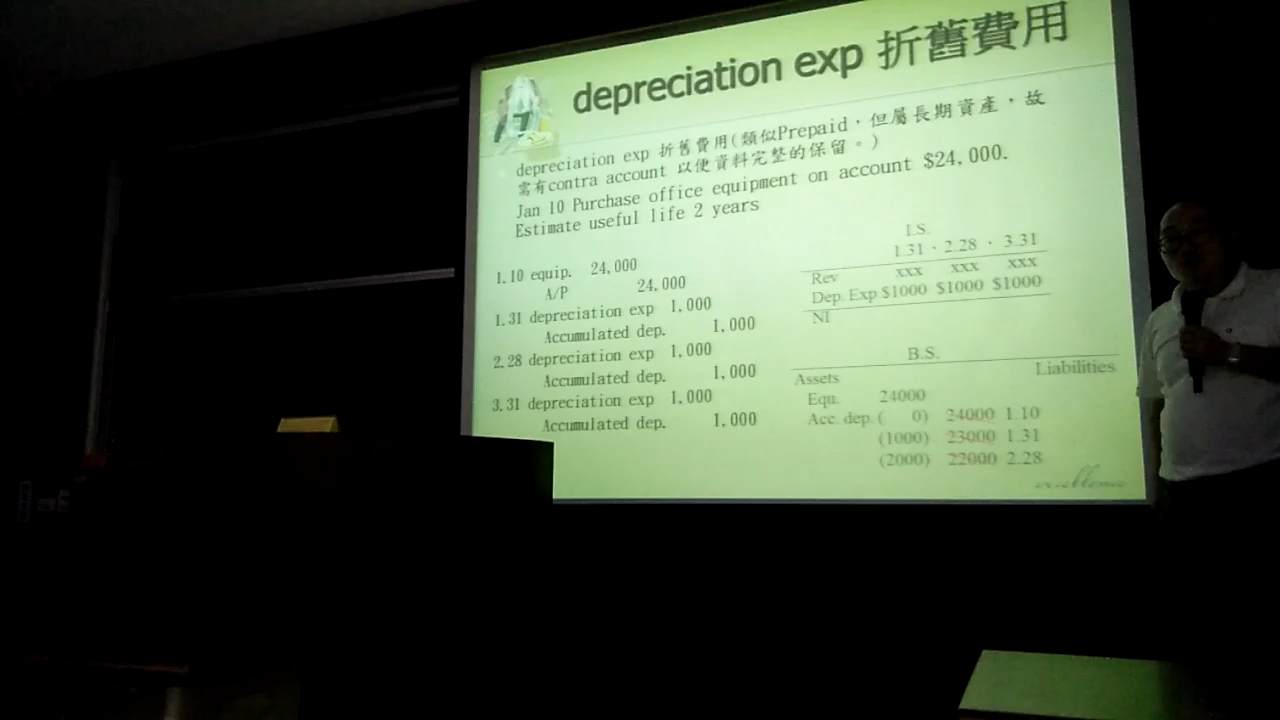 depreciation exp 折舊費用
depreciation exp 折舊費用(類似Prepaid，但屬長期資產，故
需有contra account 以便資料完整的保留。)
Jan 10 Purchase office equipment on account $24,000.
Estimate useful life 2 years
1.10 equip. 24,000
A/P 24,000
1.31 depreciation exp 1,000
Accumulated dep. 1,000
2.28 depreciation exp 1,000
Accumulated dep. 1,000
3.31 depreciation exp 1,000
Accumulated dep. 1,000
I.S.
1.31 · 2.28 · 3.31
Rev xxx xxx xxx
Dep. Exp $1000 $1000 $1000
NI
B.S.
Assets Liabilities
Equ. 24000
Acc. dep. ( 0) 24000 1.10
(1000) 23000 1.31
(2000) 22000 2.28
excellence